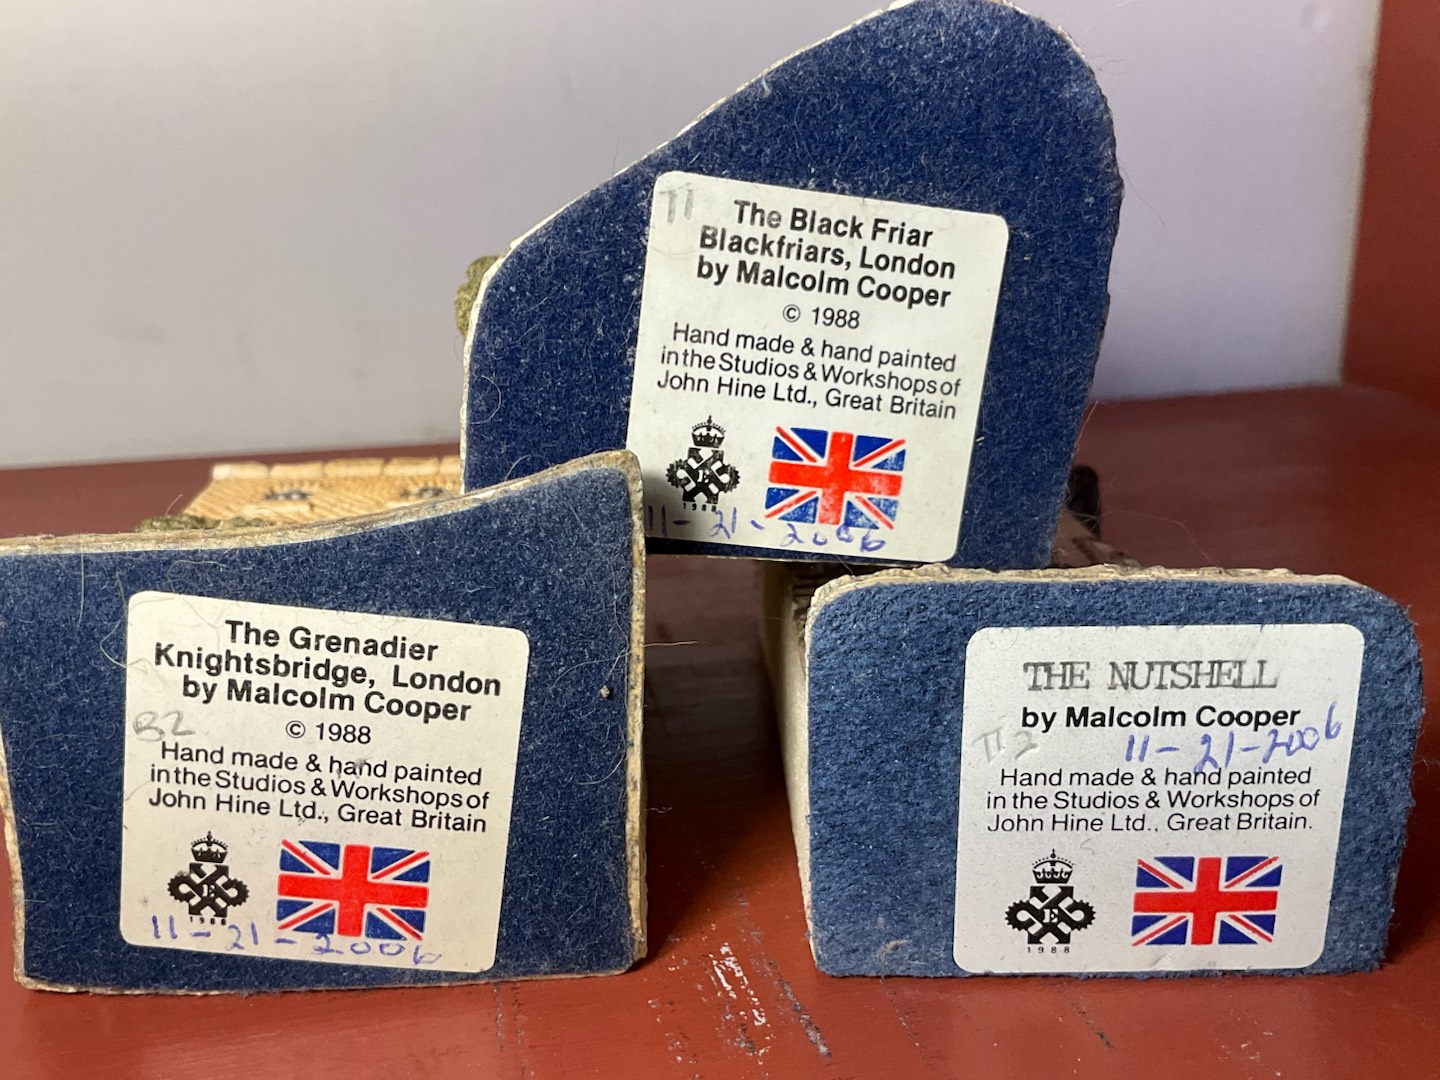 T1
The Black Friar
Blackfriars, London
by Malcolm Cooper
© 1988
Hand made & hand painted
in the Studios & Workshops of
John Hine Ltd., Great Britain
1988
11-21-2006
The Grenadier
Knightsbridge, London
by Malcolm Cooper
B2
© 1988
Hand made & hand painted
in the Studios & Workshops of
John Hine Ltd., Great Britain
E
1988
11-21-2006
THE NUTSHELL
by Malcolm Cooper
11-21-2006
Hand made & hand painted
in the Studios & Workshops of
John Hine Ltd., Great Britain.
E
1988